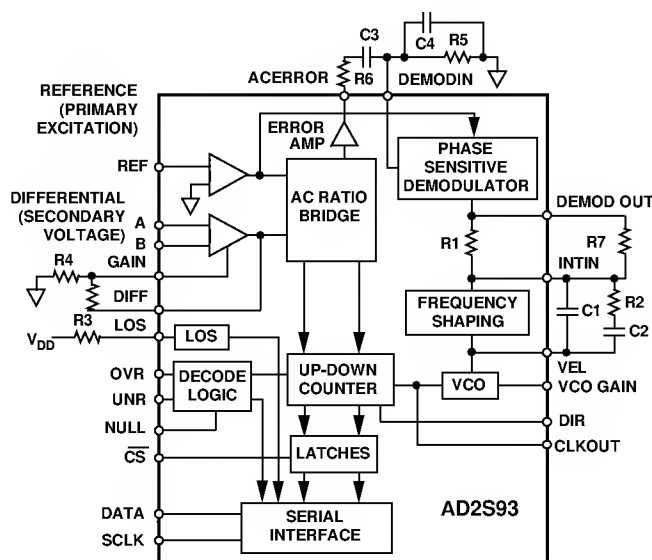 C4
C3
R5
ACERROR
R6
DEMODIN
REFERENCE
(PRIMARY
EXCITATION)
ERROR
AMP
PHASE
SENSITIVE
DEMODULATOR
REF
AC RATIO
BRIDGE
DIFFERENTIAL
(SECONDARY
VOLTAGE)
A
B
DEMOD OUT
R1
R7
GAIN
R4
INTIN
DIFF
FREQUENCY
SHAPING
C1
R2
C2
R3
LOS
VDD
LOS
VEL
OVR
DECODE
LOGIC
UP-DOWN
COUNTER
VCO
VCO GAIN
UNR
NULL
DIR
CS
LATCHES
CLKOUT
DATA
SERIAL
INTERFACE
AD2S93
SCLK